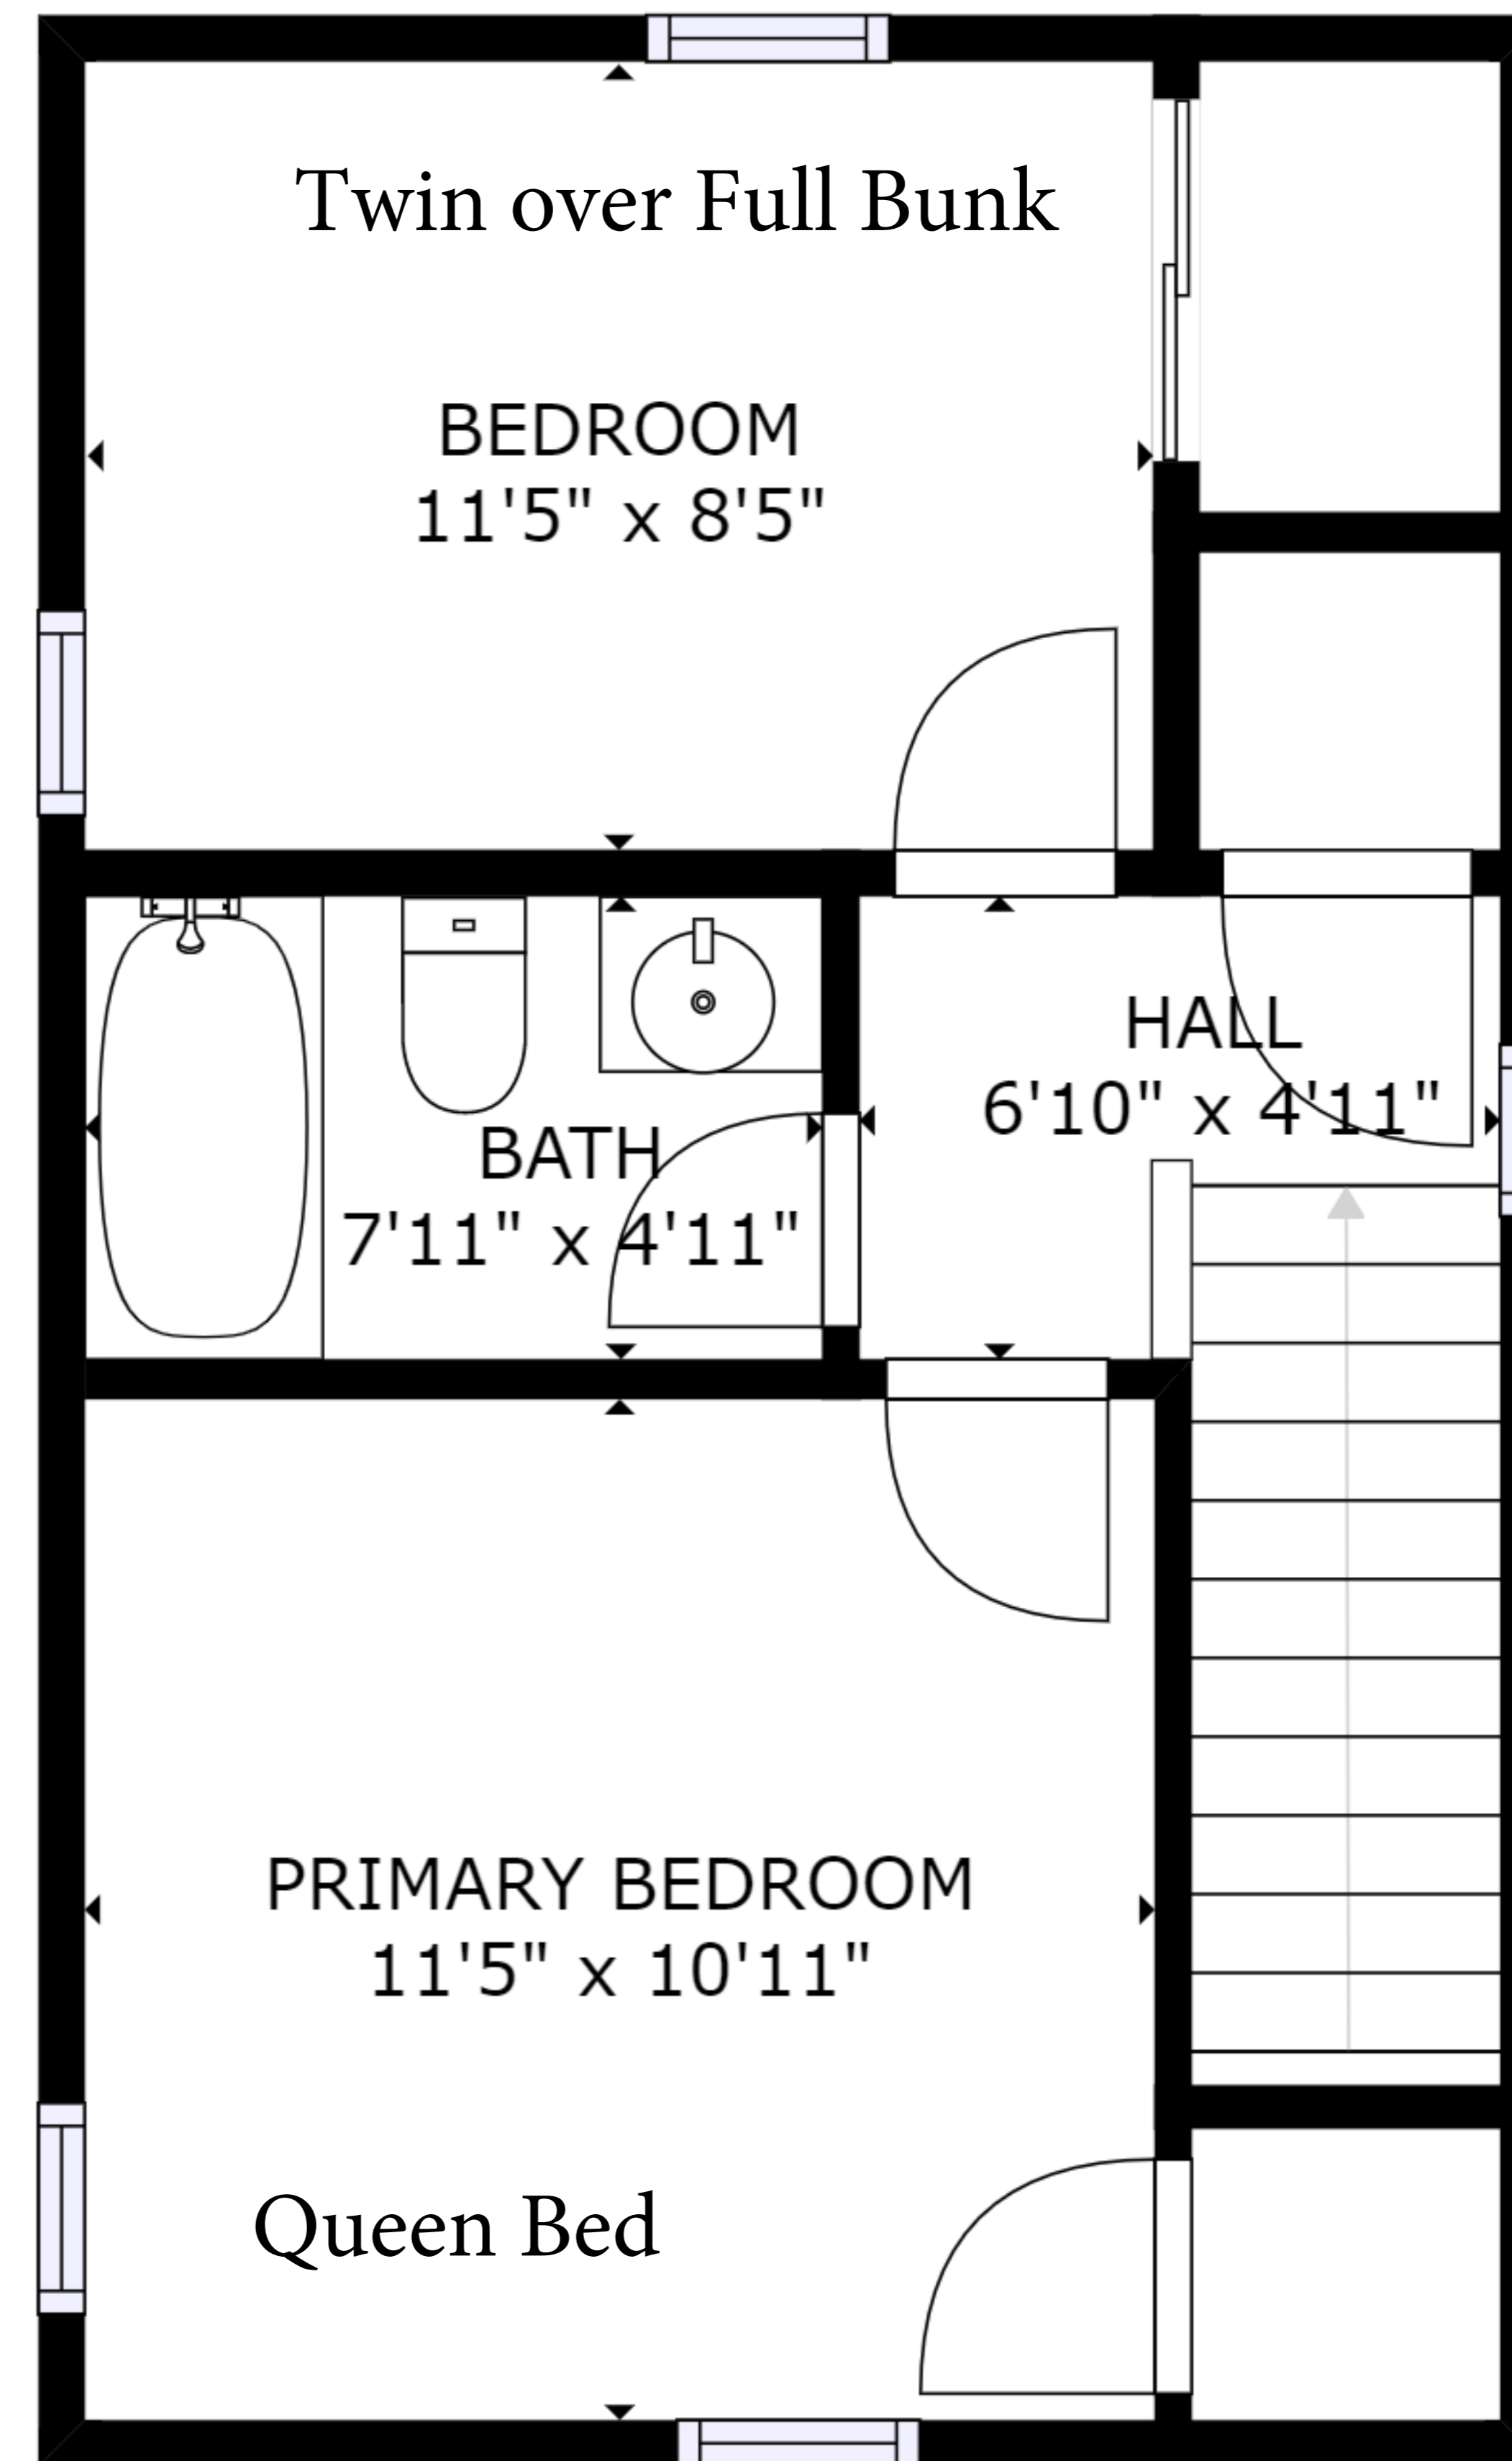 Twin over Full Bunk
BEDROOM
11'5" x 8'5"
HALL
6'10" x 4'11"
BATH
7'11" x 4'11"
PRIMARY BEDROOM
11'5" x 10'11"
Queen Bed